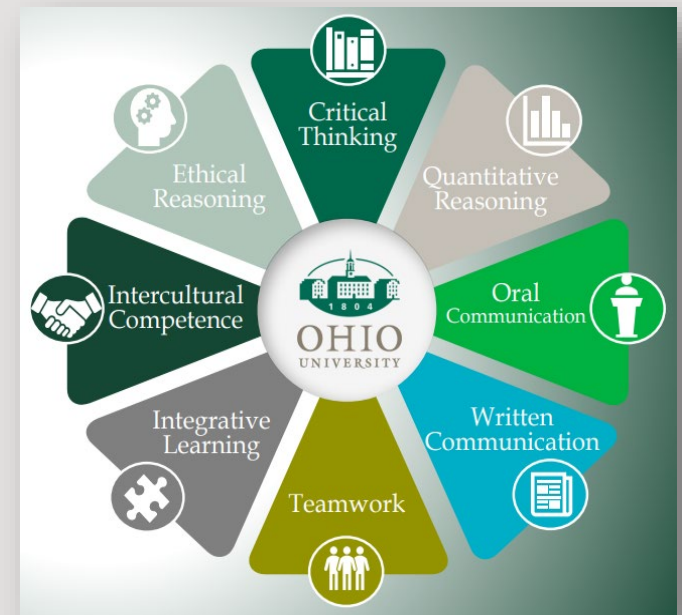 Critical
Thinking
Quantitative
Reasoning
Oral
Communication
Written
Communication
Teamwork
Integrative
Learning
Intercultural
Competence
Ethical
Reasoning
1804
OHIO
UNIVERSITY